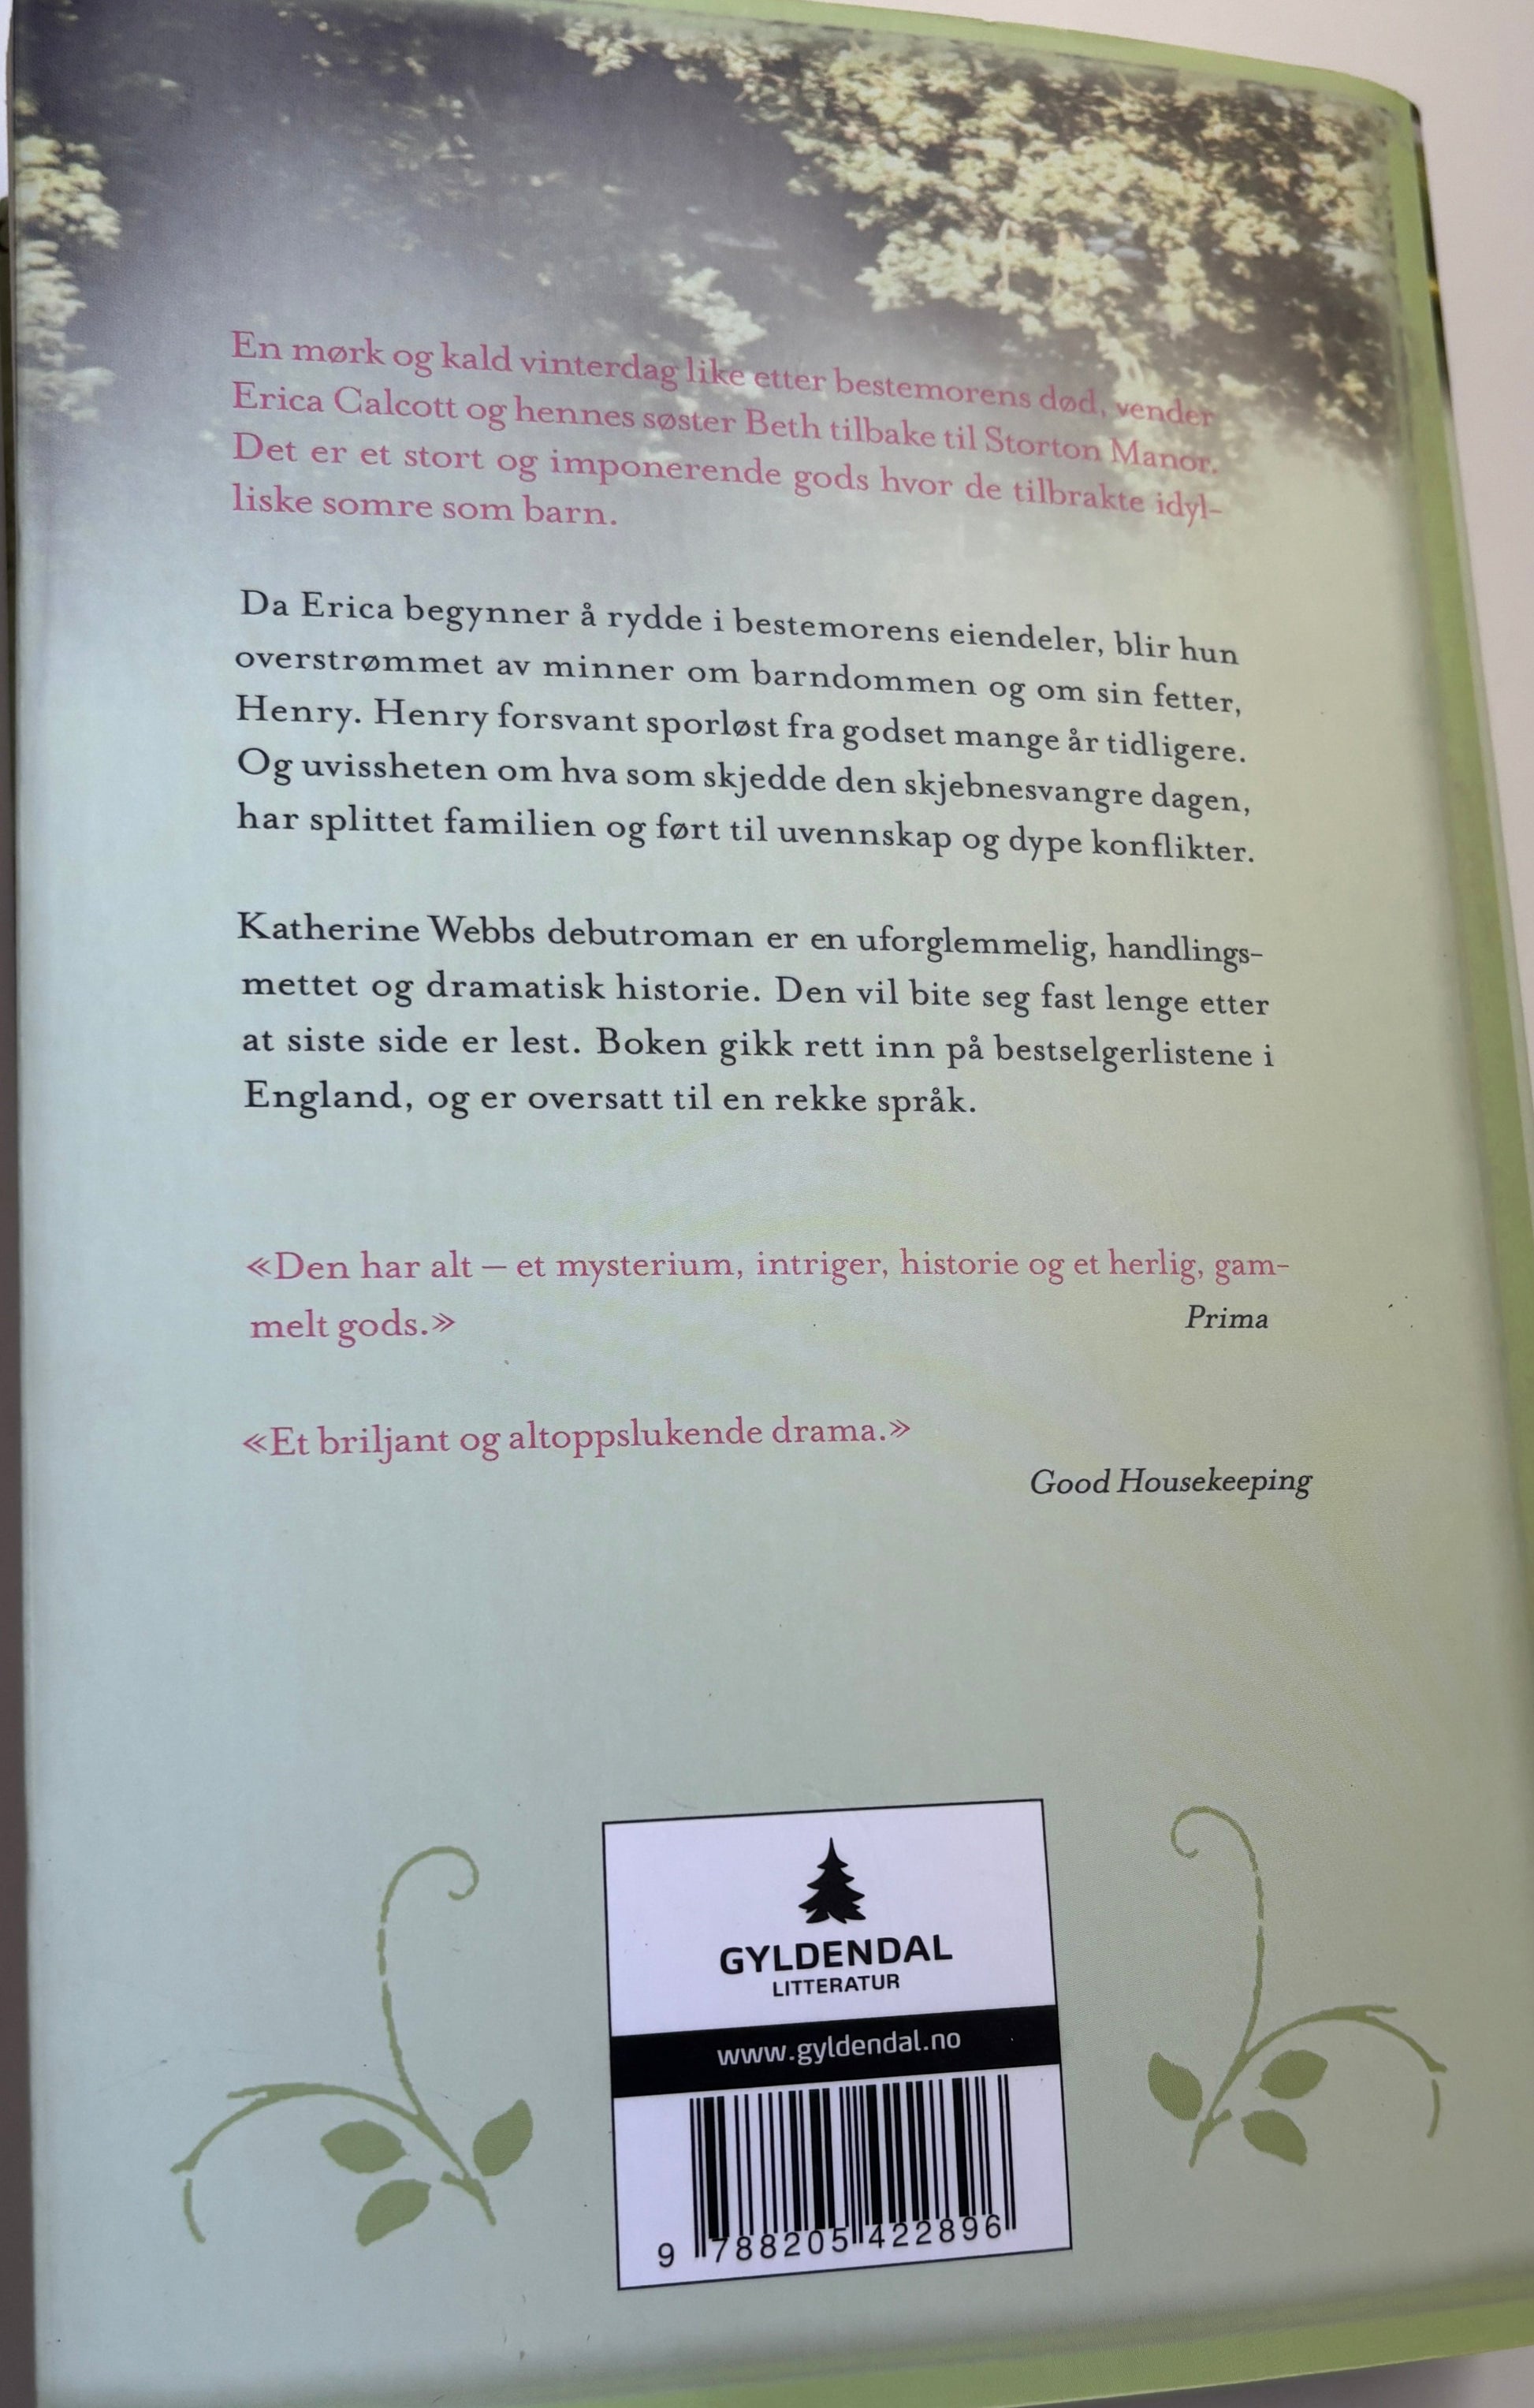 En mørk og kald vinterdag like etter bestemorens død, vender
Erica Calcott og hennes søster Beth tilbake til Storton Manor.
Det er et stort og imponerende gods hvor de tilbrakte idyl-
liske somre som barn.
Da Erica begynner å rydde i bestemorens eiendeler, blir hun
overstrømmet av minner om barndommen og om sin fetter,
Henry. Henry forsvant sporløst fra godset mange år tidligere.
Og uvissheten om hva som skjedde den skjebnesvangre dagen,
har splittet familien og ført til uvennskap og dype konflikter.
Katherine Webbs debutroman er en uforglemmelig, handlings-
mettet og dramatisk historie. Den vil bite seg fast lenge etter
at siste side er lest. Boken gikk rett inn på bestselgerlistene i
England, og er oversatt til en rekke språk.
«Den har alt – et mysterium, intriger, historie og et herlig, gam-
melt gods.» Prima
«Et briljant og altoppslukende drama.»
Good Housekeeping
GYLDENDAL
LITTERATUR
www.gyldendal.no
9 788205 422896